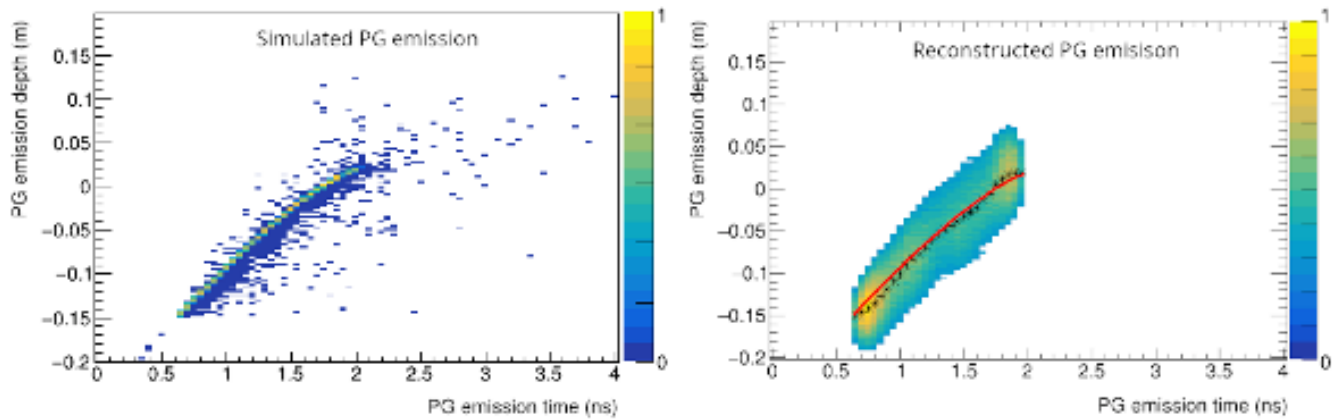 Simulated PG emission
PG emission depth (m)
0.15
0.1
0.05
0
−0.05
−0.1
−0.15
−0.2
0 0.5 1 1.5 2 2.5 3 3.5 4
PG emission time (ns)
1
0
Reconstructed PG emisison
PG emission depth (m)
0.15
0.1
0.05
0
−0.05
−0.1
−0.15
−0.2
0 0.5 1 1.5 2 2.5 3 3.5 4
PG emission time (ns)
1
0